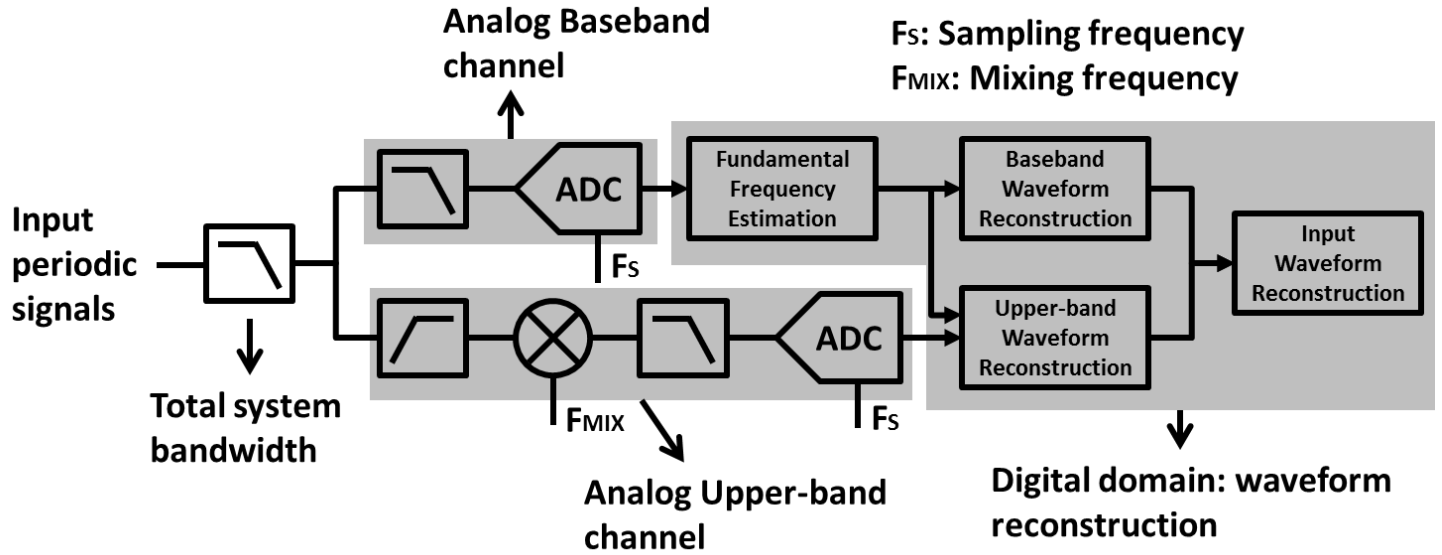 Analog Baseband
channel
Fs: Sampling frequency
FMIX: Mixing frequency
Input
periodic
signals
ADC
Fs
Fundamental
Frequency
Estimation
Baseband
Waveform
Reconstruction
Input
Waveform
Reconstruction
ADC
FMIX
Fs
Upper-band
Waveform
Reconstruction
Total system
bandwidth
Analog Upper-band
channel
Digital domain: waveform
reconstruction